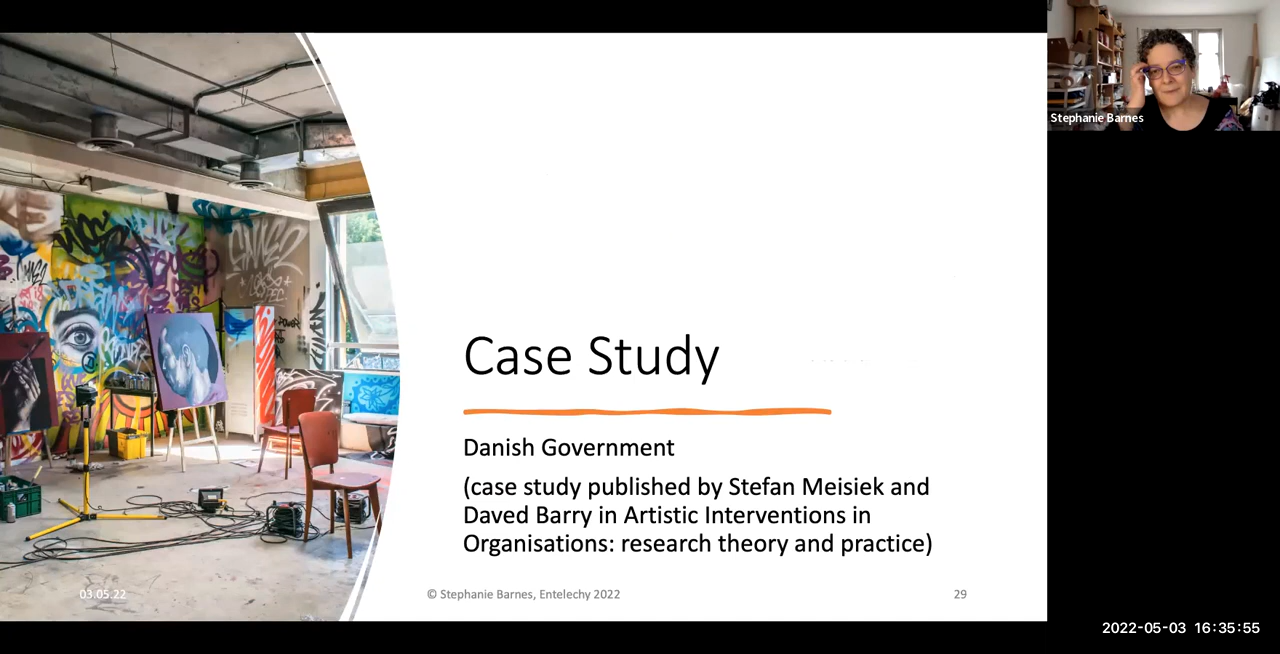 Stephanie Barnes
Case Study
Danish Government
(case study published by Stefan Meisiek and
Daved Barry in Artistic Interventions in
Organisations: research theory and practice)
03.05.22
© Stephanie Barnes, Entelechy 2022
29
2022-05-03 16:35:55